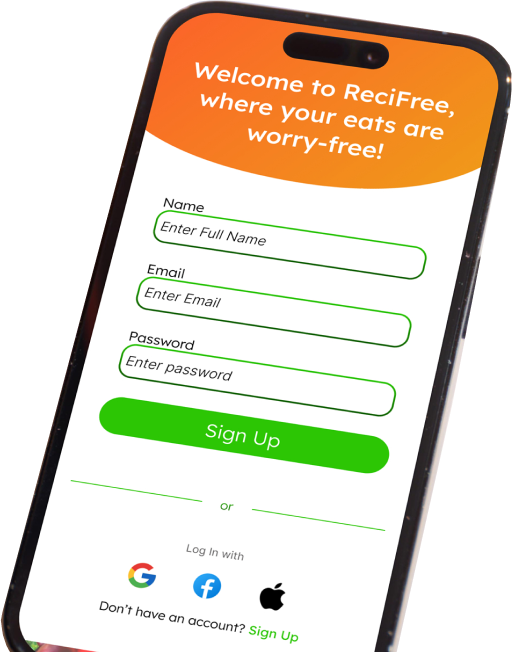 Welcome to ReciFree,
where your eats are
worry-free!
Name
Enter Full Name
Email
Enter Email
Password
Enter password
Sign Up
or
Log In with
Don't have an account? Sign Up